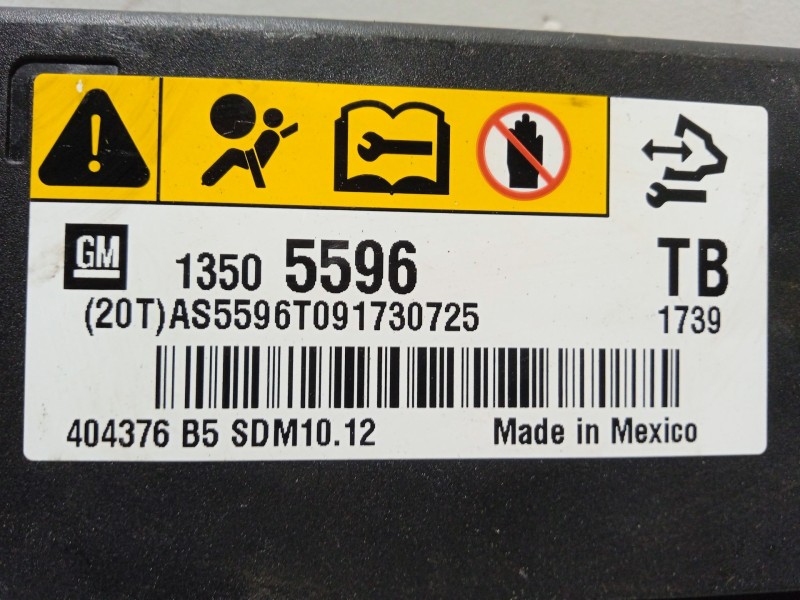 GM 1350 5596 TB
(20T)AS5596T091730725 1739
404376 B5 SDM10.12 Made in Mexico